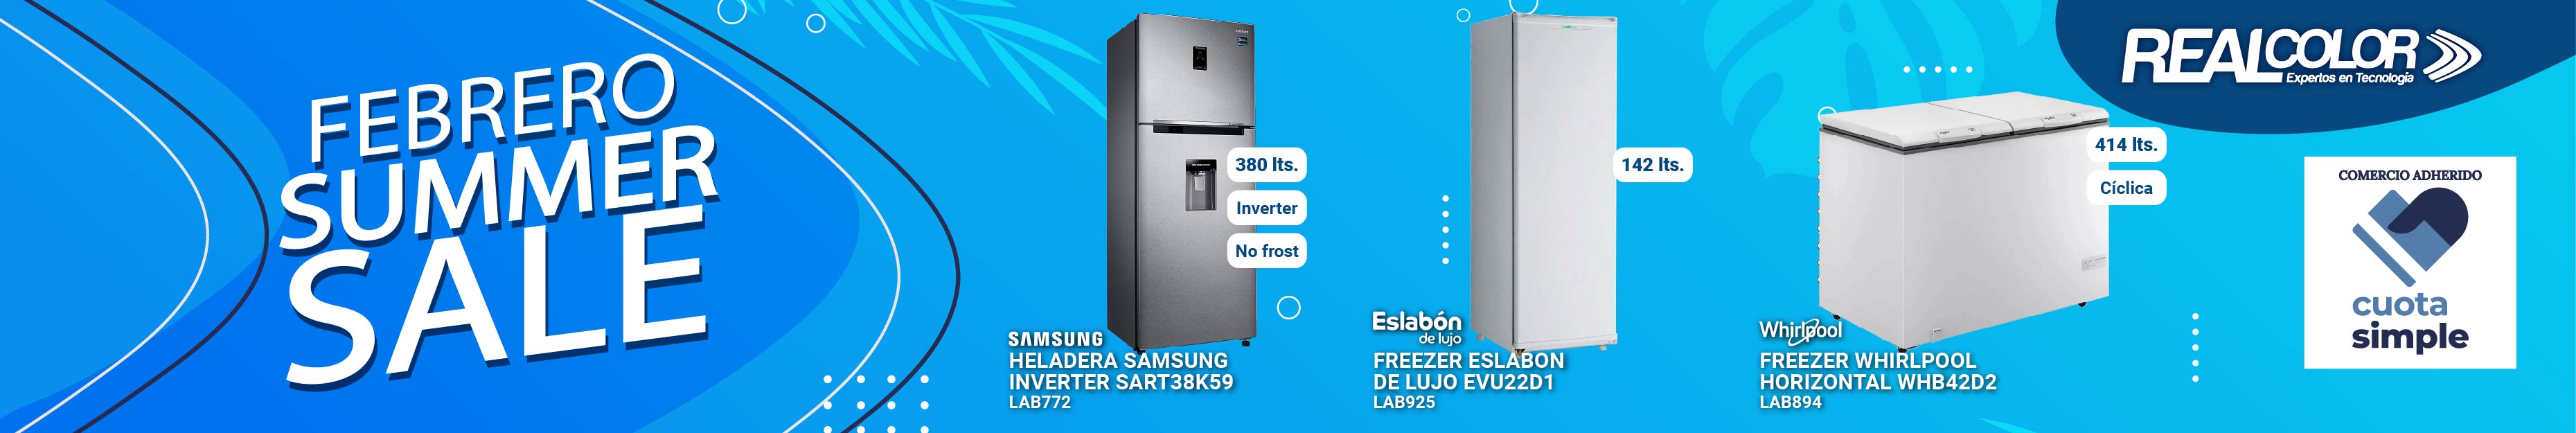 FEBRERO
SUMMER
SALE
380 lts.
Inverter
No frost
SAMSUNG
HELADERA SAMSUNG
INVERTER SART38K59
LAB772
142 lts.
Eslabón
de lujo
FREEZER ESLABON
DE LUJO EVU22D1
LAB925
414 lts.
Cíclica
Whirlpool
FREEZER WHIRLPOOL
HORIZONTAL WHB42D2
LAB894
REALCOLOR
Expertos en Tecnología
COMERCIO ADHERIDO
cuota
simple